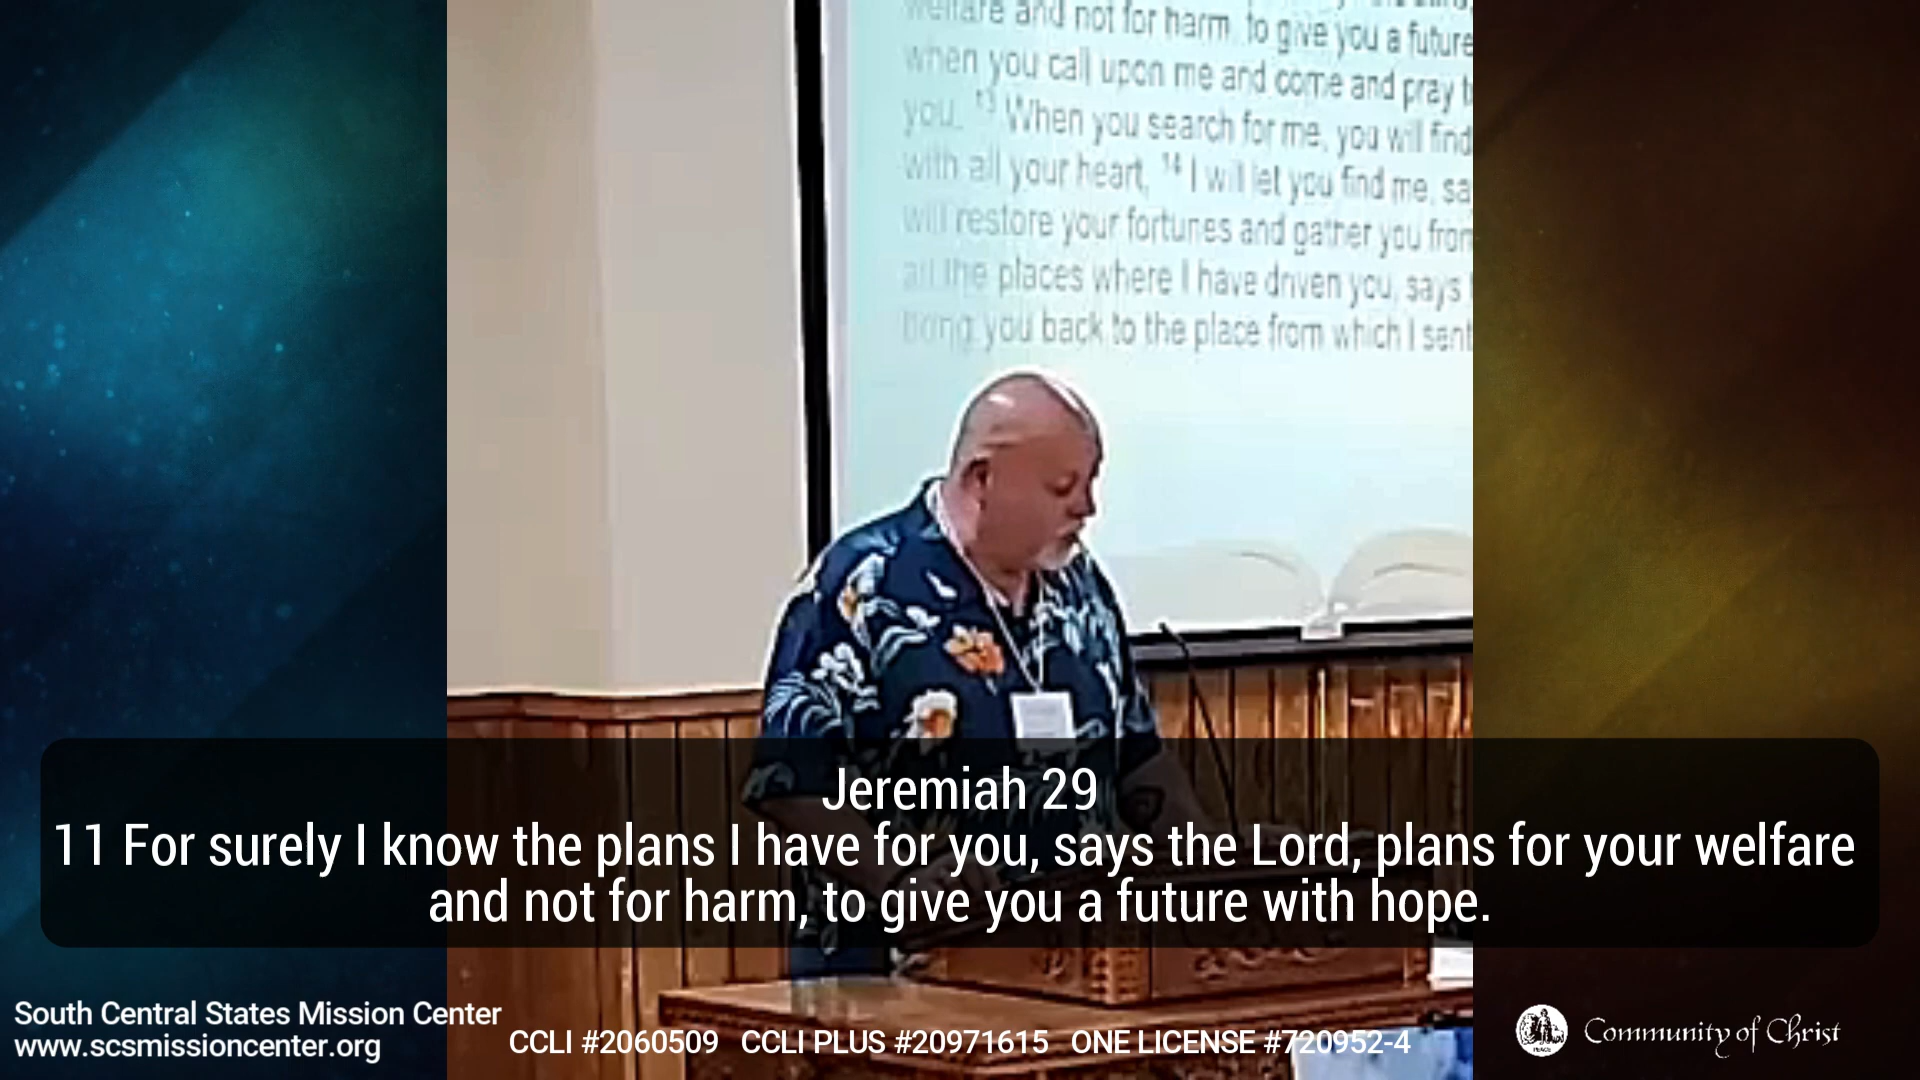 welfare and not for harm, to give you a future
when you call upon me and come and pray
you. 13 When you search for me, you will find
with all your heart, 14 I will let you find me,
will restore your fortunes and gather you from
all the places where I have driven you, says
bring you back to the place from which I sent
Jeremiah 29
11 For surely I know the plans I have for you, says the Lord, plans for your welfare
and not for harm, to give you a future with hope.
South Central States Mission Center
www.scsmissioncenter.org
CCLI #2060509 CCLI PLUS #20971615 ONE LICENSE #720952-4
PEACE
Community of Christ